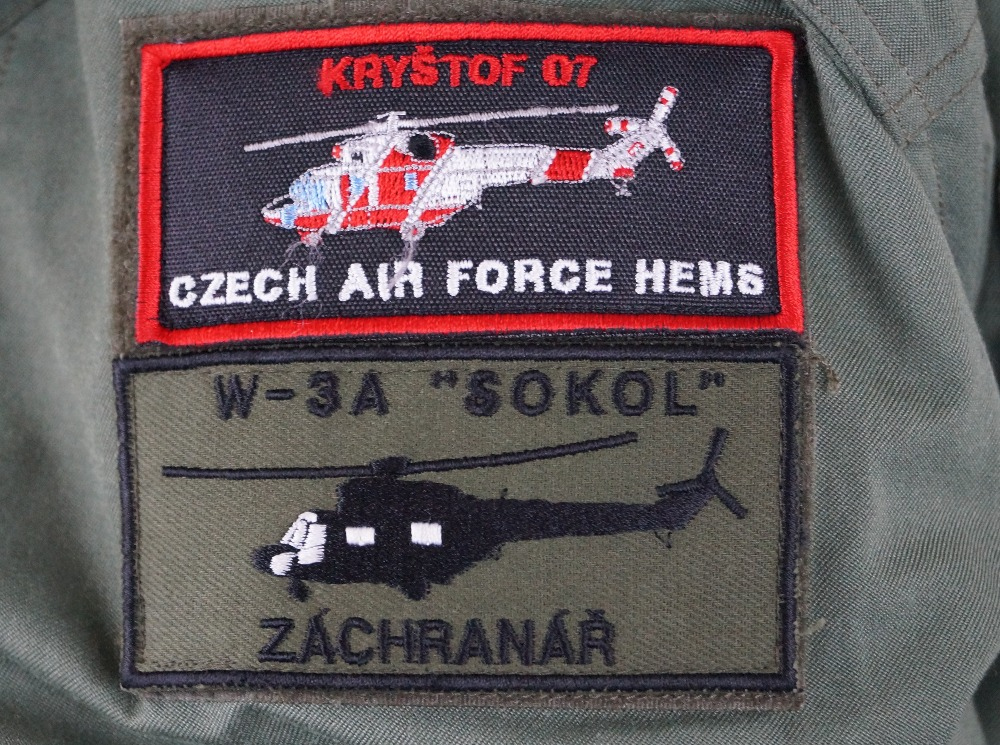 KRYŠTOF 07
CZECH AIR FORCE HEMS
W-3A "SOKOL"
ZÁCHRANÁŘ